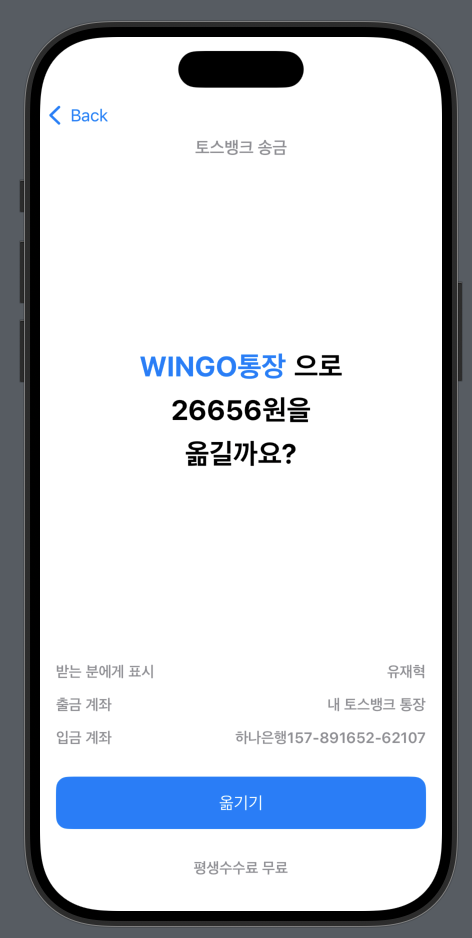 Back
토스뱅크 송금
WINGO통장 으로
26656원을
옮길까요?
받는 분에게 표시 유재혁
출금 계좌 내 토스뱅크 통장
입금 계좌 하나은행157-891652-62107
옮기기
평생수수료 무료